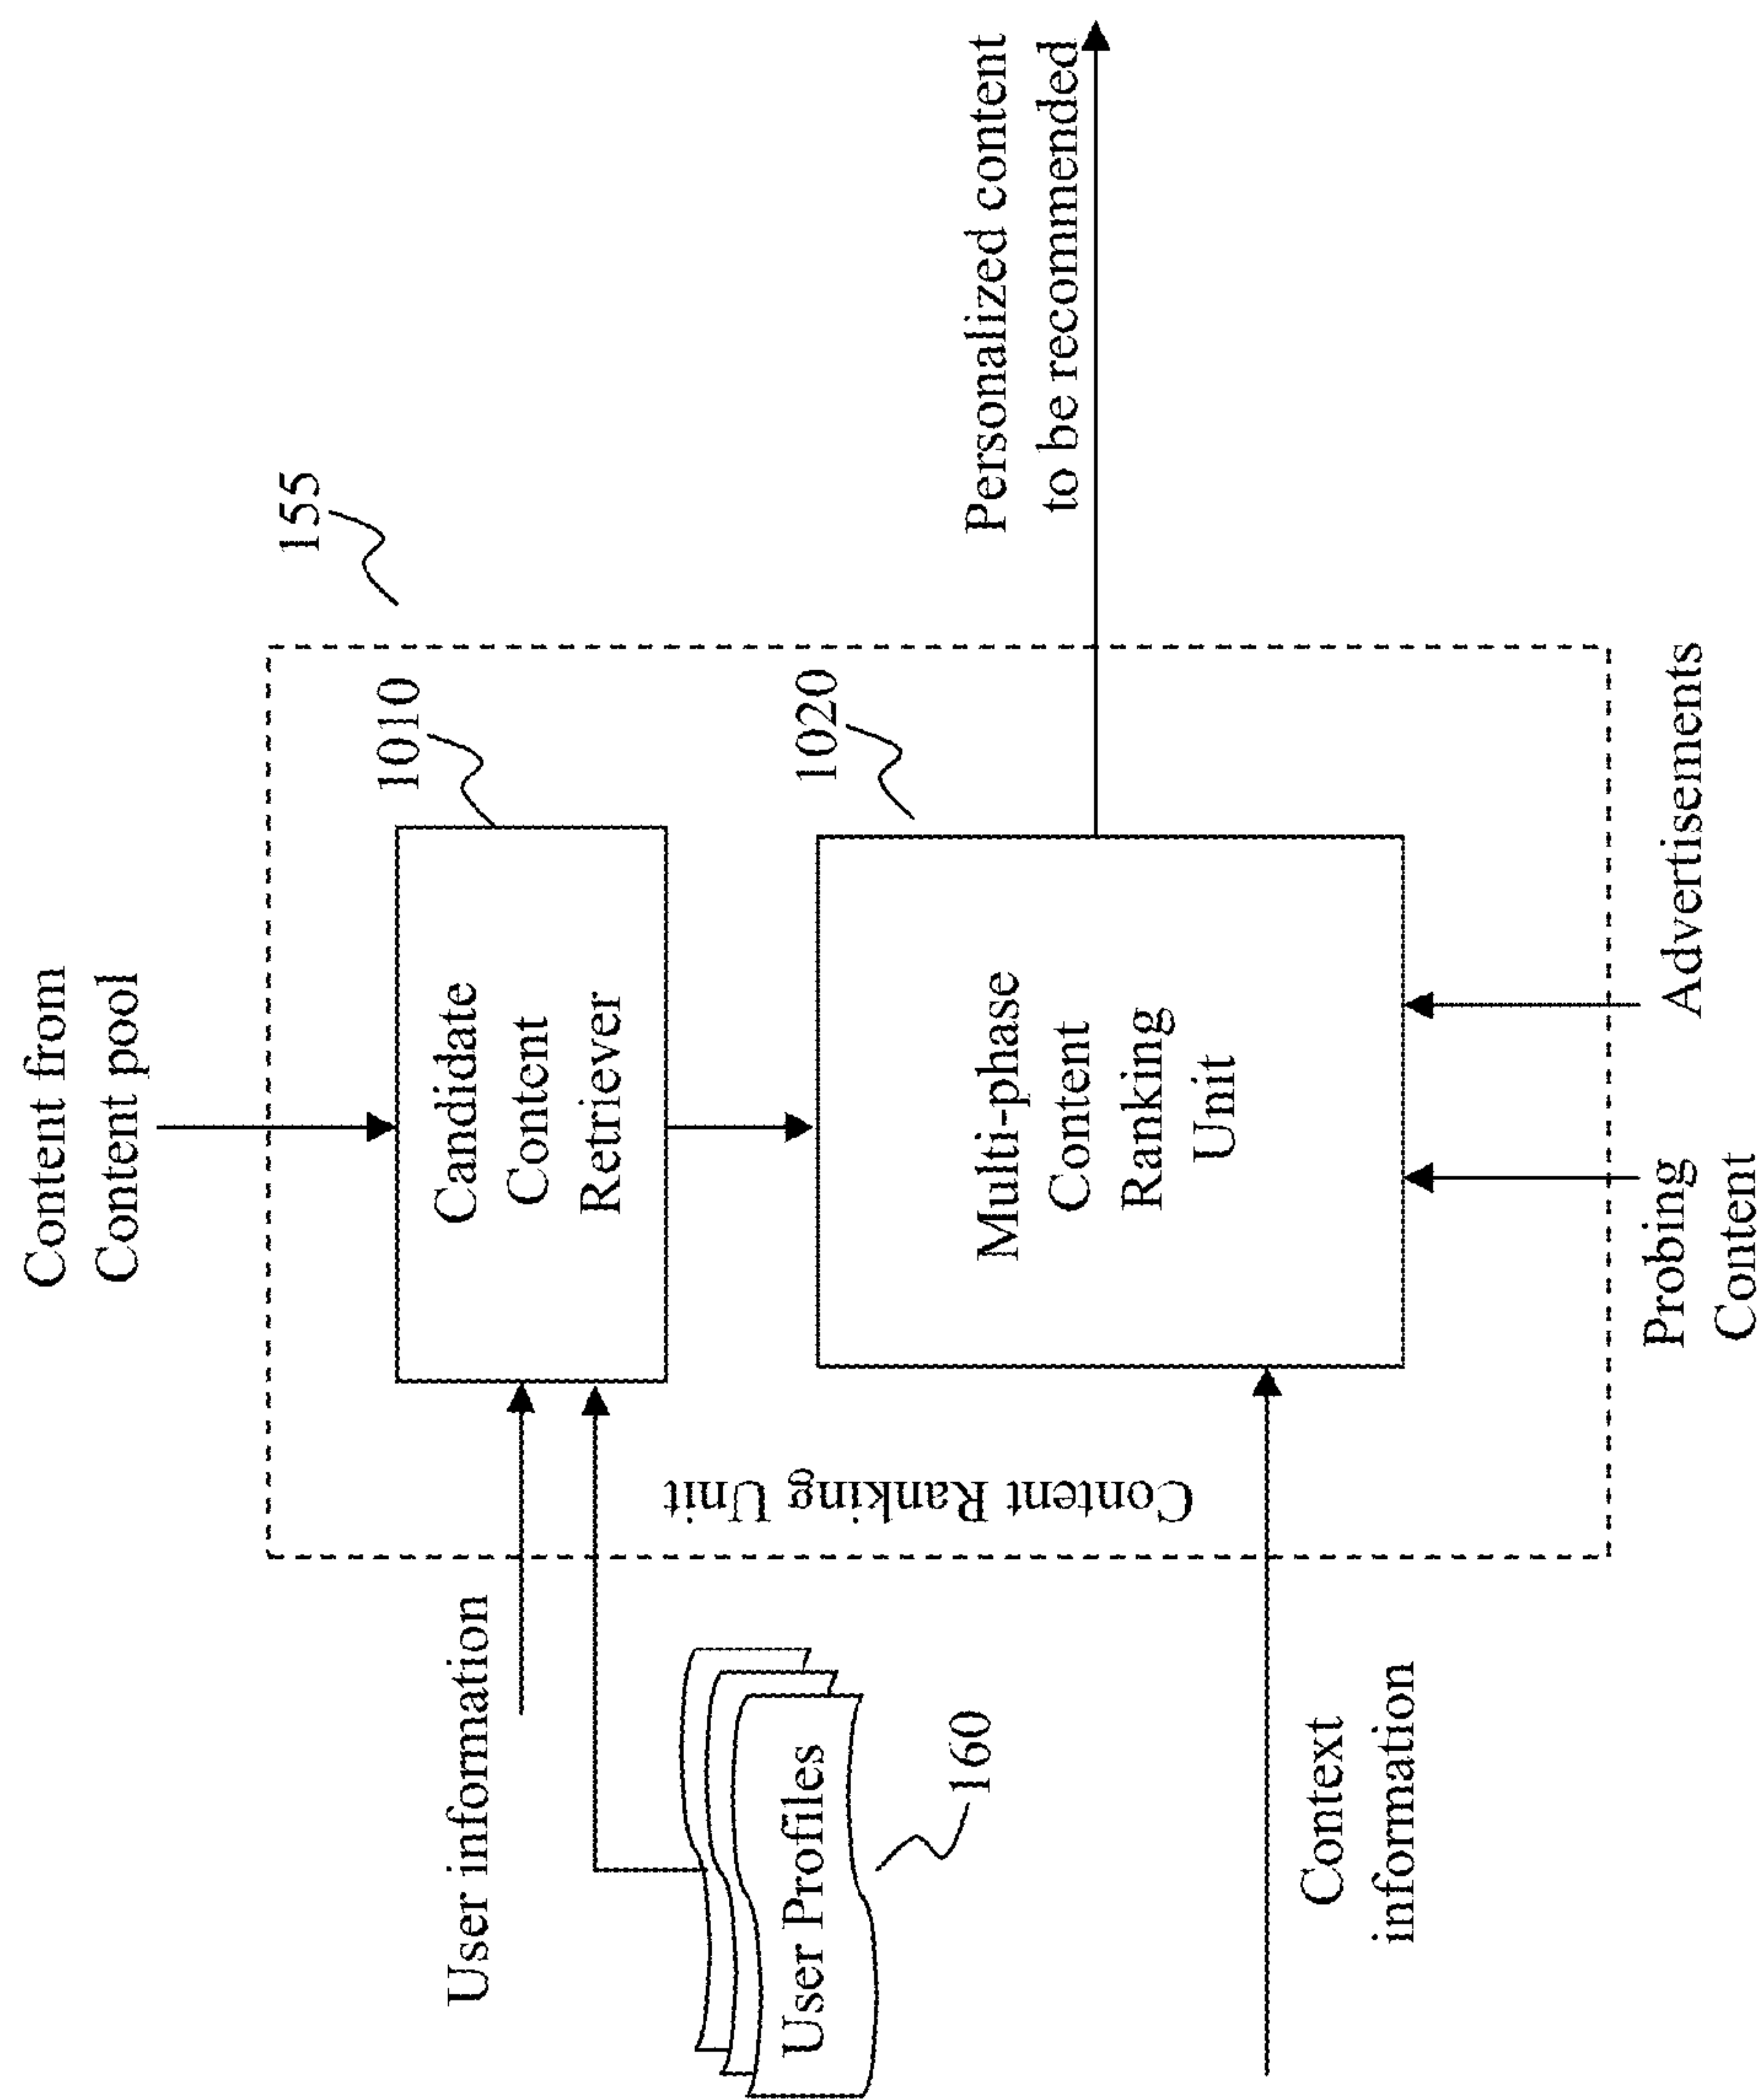 Content from
Content pool
155
1010
User infomation
Candidate
Content
Retriever
Content Ranking Unit
User Profiles
160
1020
Multi-phase
Content
Ranking
Unit
Personalized content
to be recommended
Context
information
Probing
Content
Advertisements